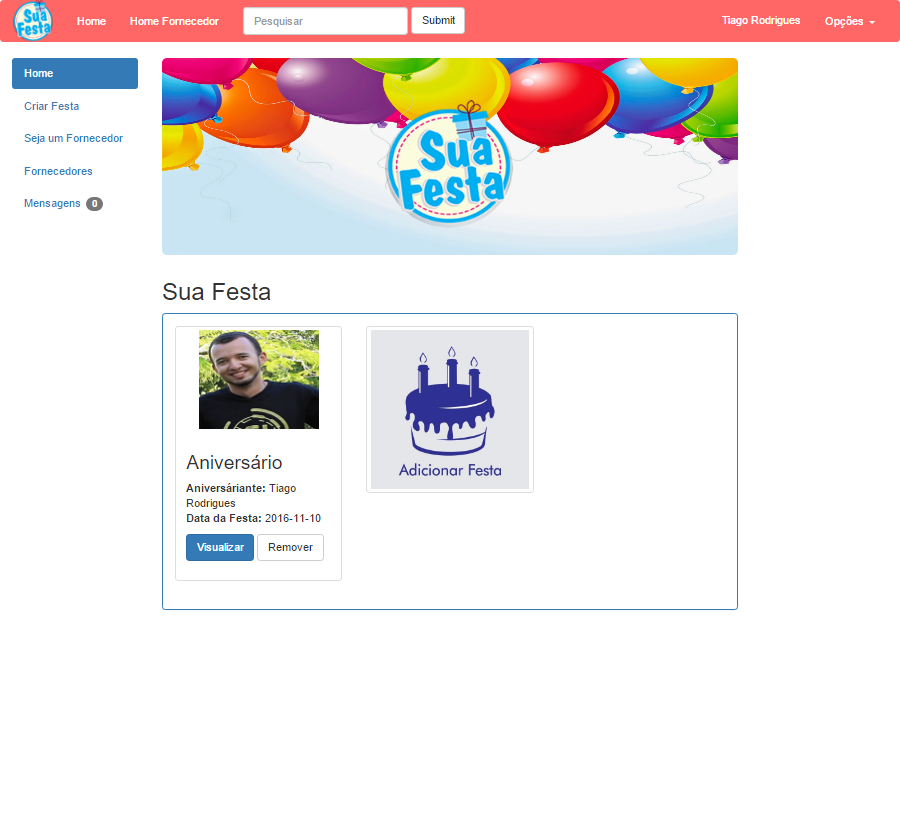 Sua
Festa
Home
Home Fornecedor
Pesquisar
Submit
Tiago Rodrigues
Opções
Home
Criar Festa
Seja um Fornecedor
Fornecedores
Mensagens 0
Sua
Festa
Sua Festa
Aniversário
Aniversáriante: Tiago
Rodrigues
Data da Festa: 2016-11-10
Visualizar
Remover
Adicionar Festa